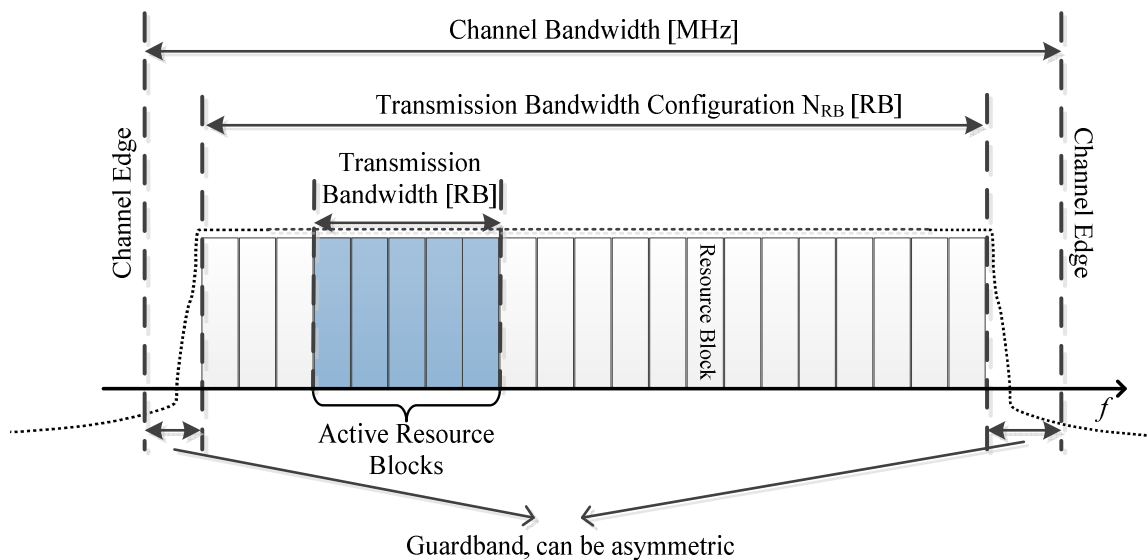 Channel Bandwidth [MHz]
Transmission Bandwidth Configuration NRB [RB]
Channel Edge
Transmission
Bandwidth [RB]
Channel Edge
Resource Block
f
Active Resource
Blocks
Guardband, can be asymmetric